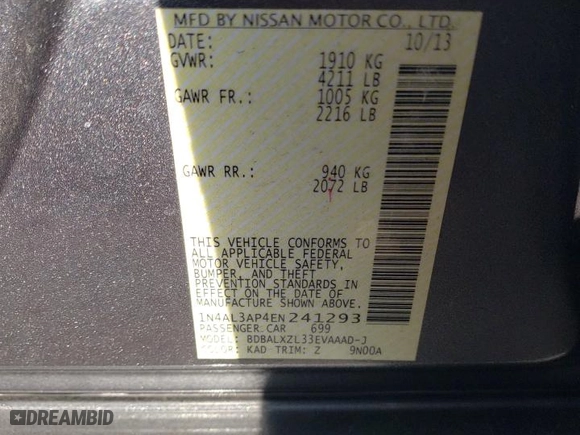 MFD BY NISSAN MOTOR CO., LTD.
DATE: 10/13
GVWR: 1910 KG
4211 LB
GAWR FR.: 1005 KG
2216 LB
GAWR RR.: 940 KG
2072 LB
THIS VEHICLE CONFORMS TO
ALL APPLICABLE FEDERAL
MOTOR VEHICLE SAFETY,
BUMPER, AND THEFT
PREVENTION STANDARDS
IN EFFECT ON THE DATE OF
MANUFACTURE SHOWN ABOVE.
1N4AL3AP4EN241293
PASSENGER CAR 699
MODEL: BDBALXZL33EVAAAD-J
COLOR: KAD TRIM: Z 9N00A
DREAMBID